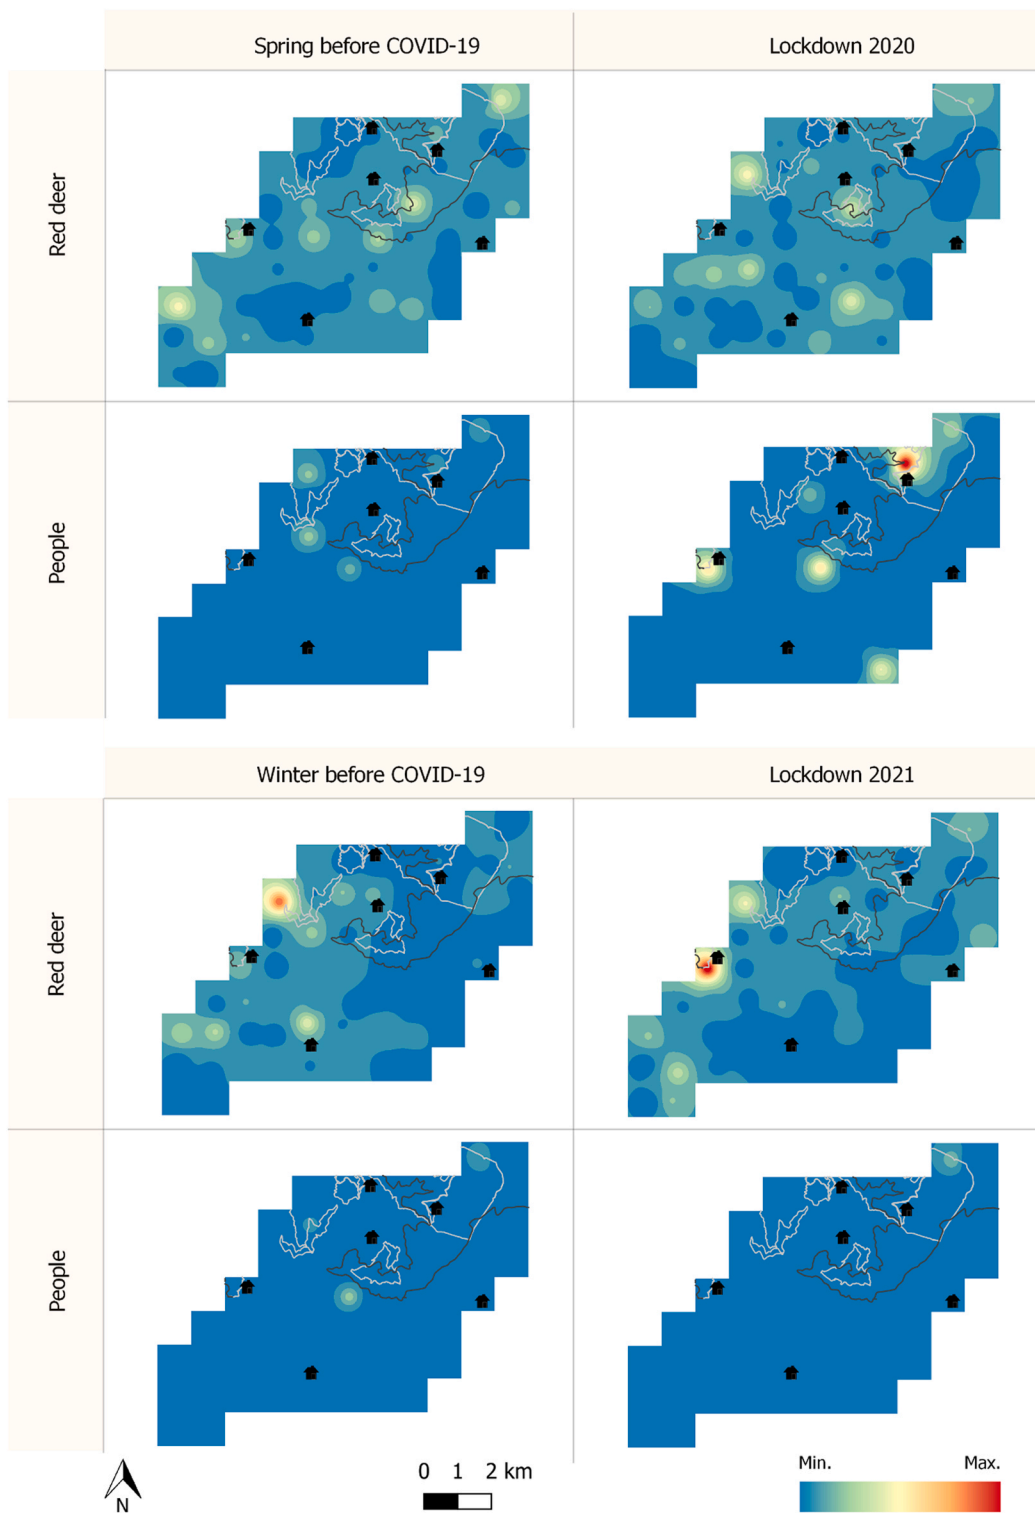 Spring before COVID-19 Lockdown 2020
Red deer
People
Winter before COVID-19 Lockdown 2021
Red deer
People
N
0 1 2 km
Min. Max.